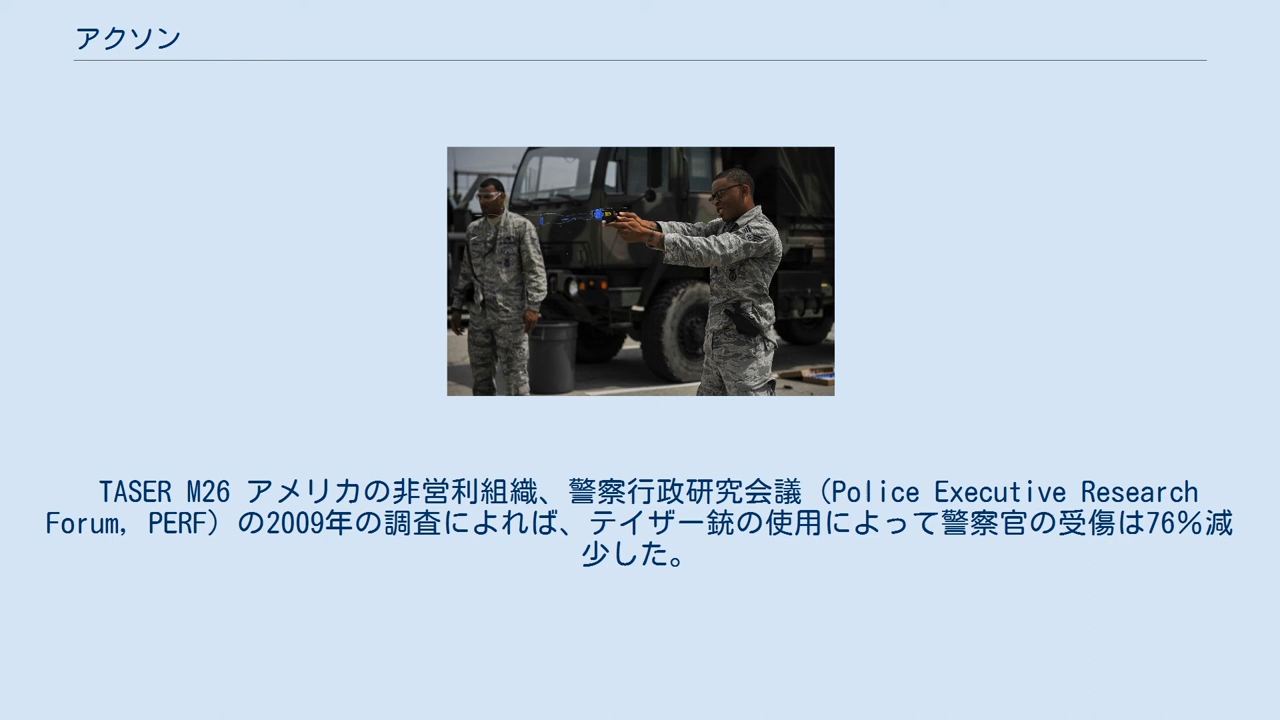 アクソン
TASER M26 アメリカの非営利組織、警察行政研究会議（Police Executive Research
Forum, PERF）の2009年の調査によれば、テイザー銃の使用によって警察官の受傷は76％減
少した。